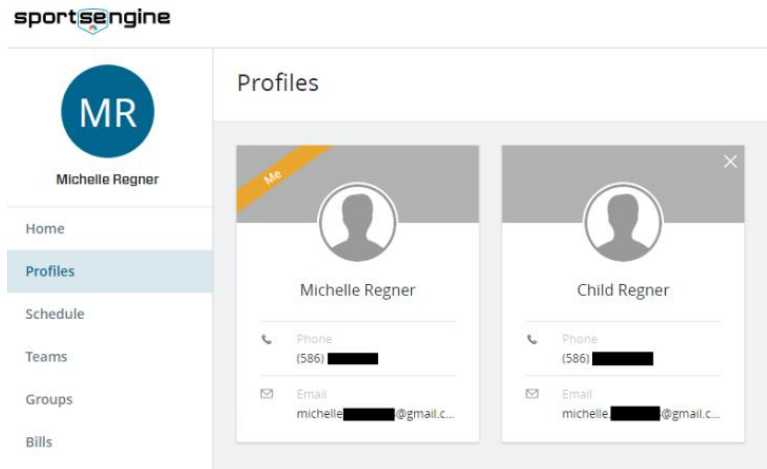 sportsengine
MR
Michelle Regner
Home
Profiles
Schedule
Teams
Groups
Bills
Profiles
Me
Michelle Regner
Phone
(586)
Email
michelle @gmail.c...
Child Regner
Phone
(586)
Email
michelle. @gmail.c...